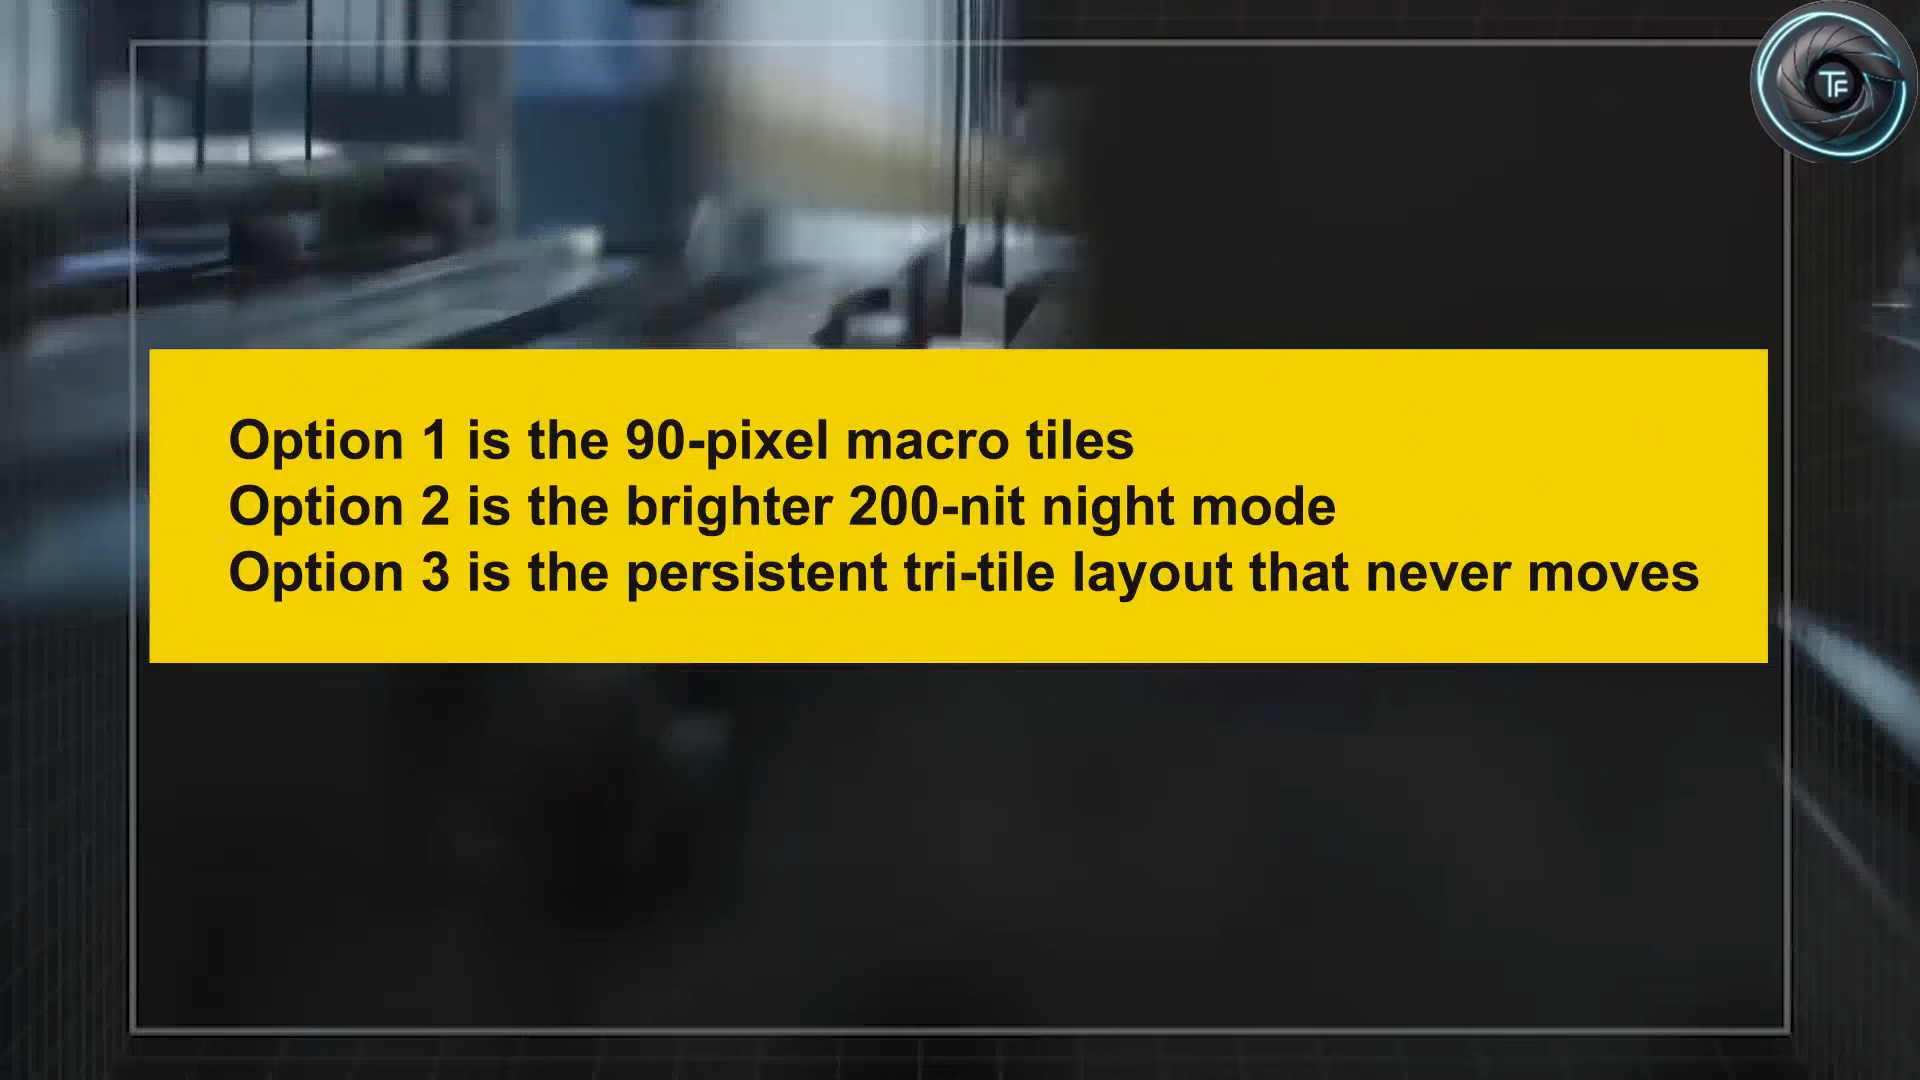 TF
Option 1 is the 90-pixel macro tiles
Option 2 is the brighter 200-nit night mode
Option 3 is the persistent tri-tile layout that never moves